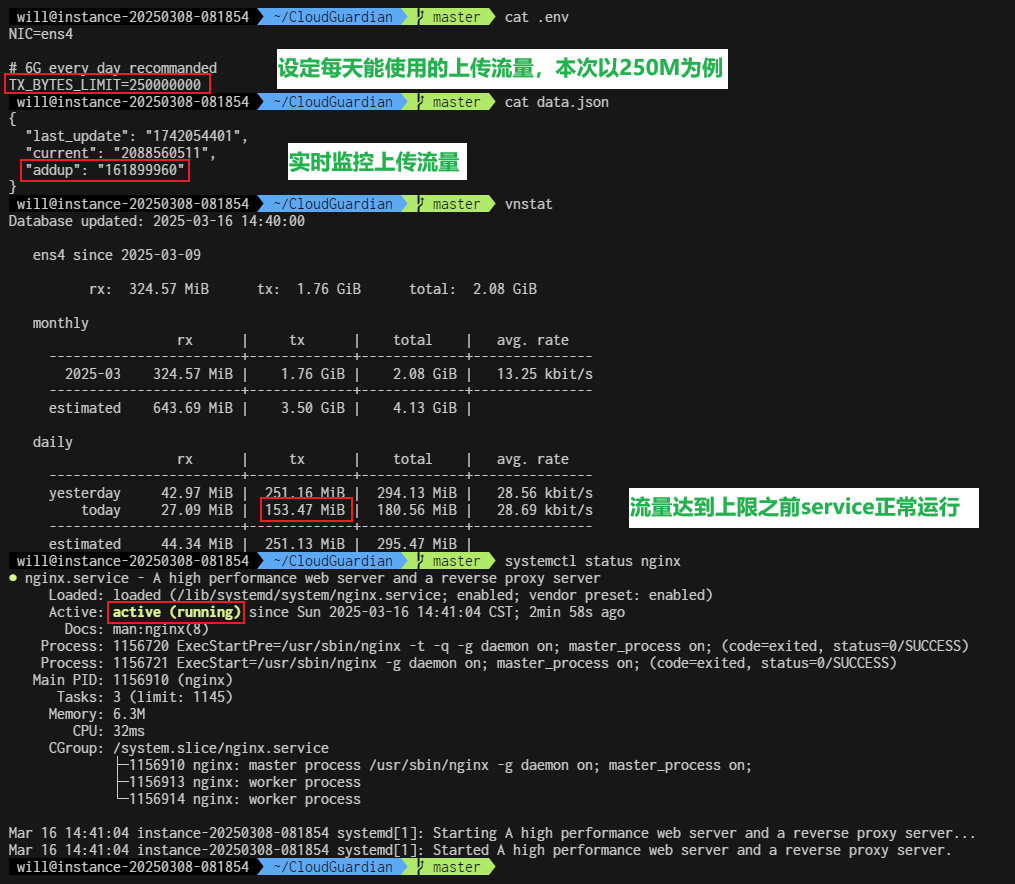 will@instance-20250308-081854 ~/CloudGuardian master cat .env
NIC=ens4
# 6G every day recommanded
设定每天能使用的上传流量，本次以250M为例
TX_BYTES_LIMIT=250000000
will@instance-20250308-081854 ~/CloudGuardian master cat data.json
{
"last_update": "1742054401",
"current": "2088560511",
实时监控上传流量
"addup": "161899960"
}
will@instance-20250308-081854 ~/CloudGuardian master vnstat
Database updated: 2025-03-16 14:40:00
ens4 since 2025-03-09
rx: 324.57 MiB tx: 1.76 GiB total: 2.08 GiB
monthly
rx | tx | total | avg. rate
------------------------+-------------+-------------+---------------
2025-03 324.57 MiB | 1.76 GiB | 2.08 GiB | 13.25 kbit/s
------------------------+-------------+-------------+---------------
estimated 643.69 MiB | 3.50 GiB | 4.13 GiB |
daily
rx | tx | total | avg. rate
------------------------+-------------+-------------+---------------
yesterday 42.97 MiB | 251.16 MiB | 294.13 MiB | 28.56 kbit/s
today 27.09 MiB | 153.47 MiB | 180.56 MiB | 28.69 kbit/s
流量达到上限之前service正常运行
------------------------+-------------+-------------+---------------
estimated 44.34 MiB | 251.13 MiB | 295.47 MiB |
will@instance-20250308-081854 ~/CloudGuardian master systemctl status nginx
● nginx.service - A high performance web server and a reverse proxy server
Loaded: loaded (/lib/systemd/system/nginx.service; enabled; vendor preset: enabled)
Active: active (running) since Sun 2025-03-16 14:41:04 CST; 2min 58s ago
Docs: man:nginx(8)
Process: 1156720 ExecStartPre=/usr/sbin/nginx -t -q -g daemon on; master_process on; (code=exited, status=0/SUCCESS)
Process: 1156721 ExecStart=/usr/sbin/nginx -g daemon on; master_process on; (code=exited, status=0/SUCCESS)
Main PID: 1156910 (nginx)
Tasks: 3 (limit: 1145)
Memory: 6.3M
CPU: 32ms
CGroup: /system.slice/nginx.service
├─1156910 nginx: master process /usr/sbin/nginx -g daemon on; master_process on;
├─1156913 nginx: worker process
└─1156914 nginx: worker process
Mar 16 14:41:04 instance-20250308-081854 systemd[1]: Starting A high performance web server and a reverse proxy server...
Mar 16 14:41:04 instance-20250308-081854 systemd[1]: Started A high performance web server and a reverse proxy server.
will@instance-20250308-081854 ~/CloudGuardian master